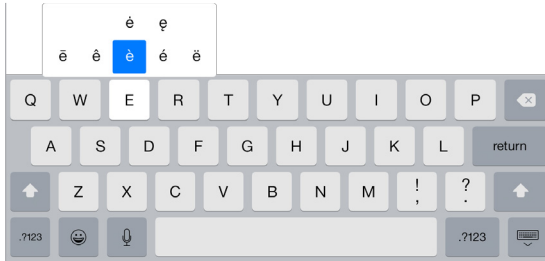 ė ę
ē ê è é ë
Q W E R T Y U I O P
A S D F G H J K L return
Z X C V B N M ! , ? .
.?123 .?123